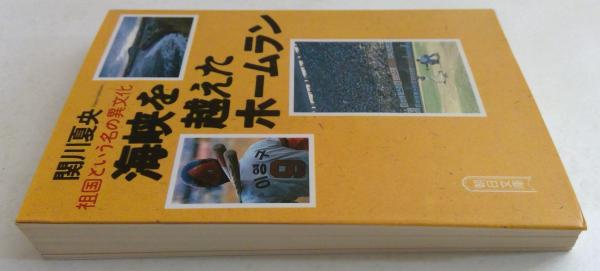 関川夏央
祖国という名の異文化
海峡を
越えた
ホームラン
朝日文庫